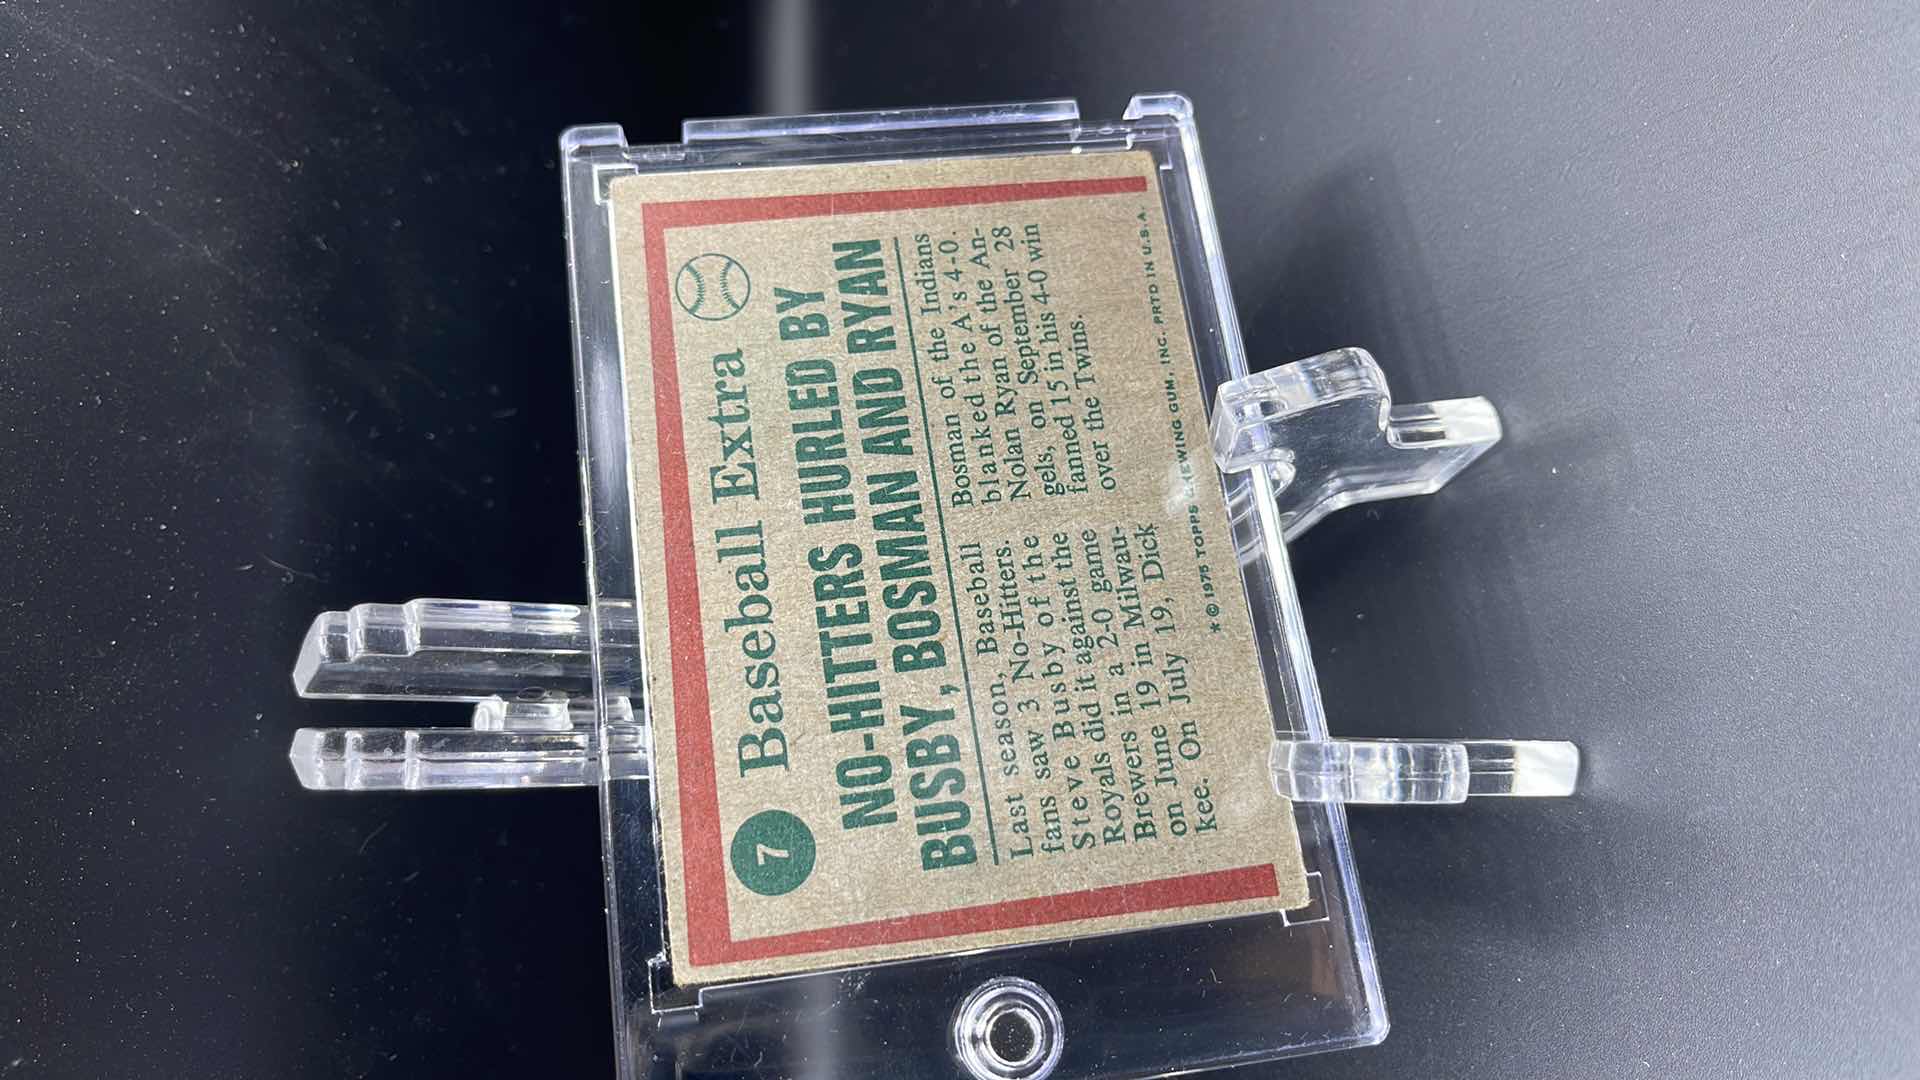 7 Baseball Extra
NO-HITTERS HURLED BY
BUSBY, BOSMAN AND RYAN
Last season, Baseball
fans saw 3 No-Hitters.
Steve Busby of the
Royals did it against the
Brewers in a 2-0 game
on June 19 in Milwau-
kee. On July 19, Dick
Bosman of the Indians
blanked the A's 4-0.
Nolan Ryan of the An-
gels, on September 28
fanned 15 in his 4-0 win
over the Twins.
* © 1975 TOPPS CHEWING GUM, INC. PRTD IN U.S.A.